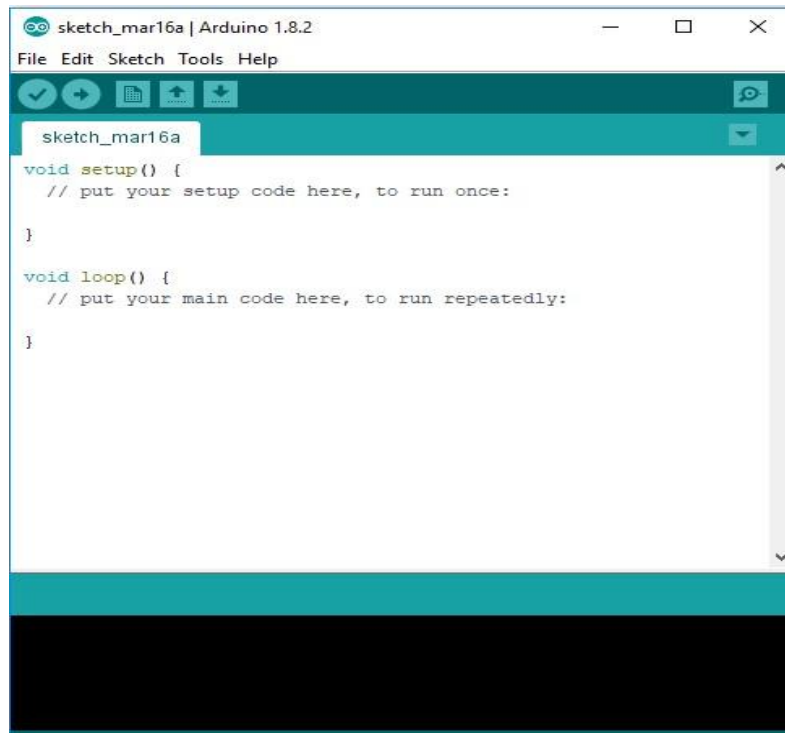 sketch_mar16a | Arduino 1.8.2
File Edit Sketch Tools Help
sketch_mar16a
void setup() {
  // put your setup code here, to run once:
}
void loop() {
  // put your main code here, to run repeatedly:
}